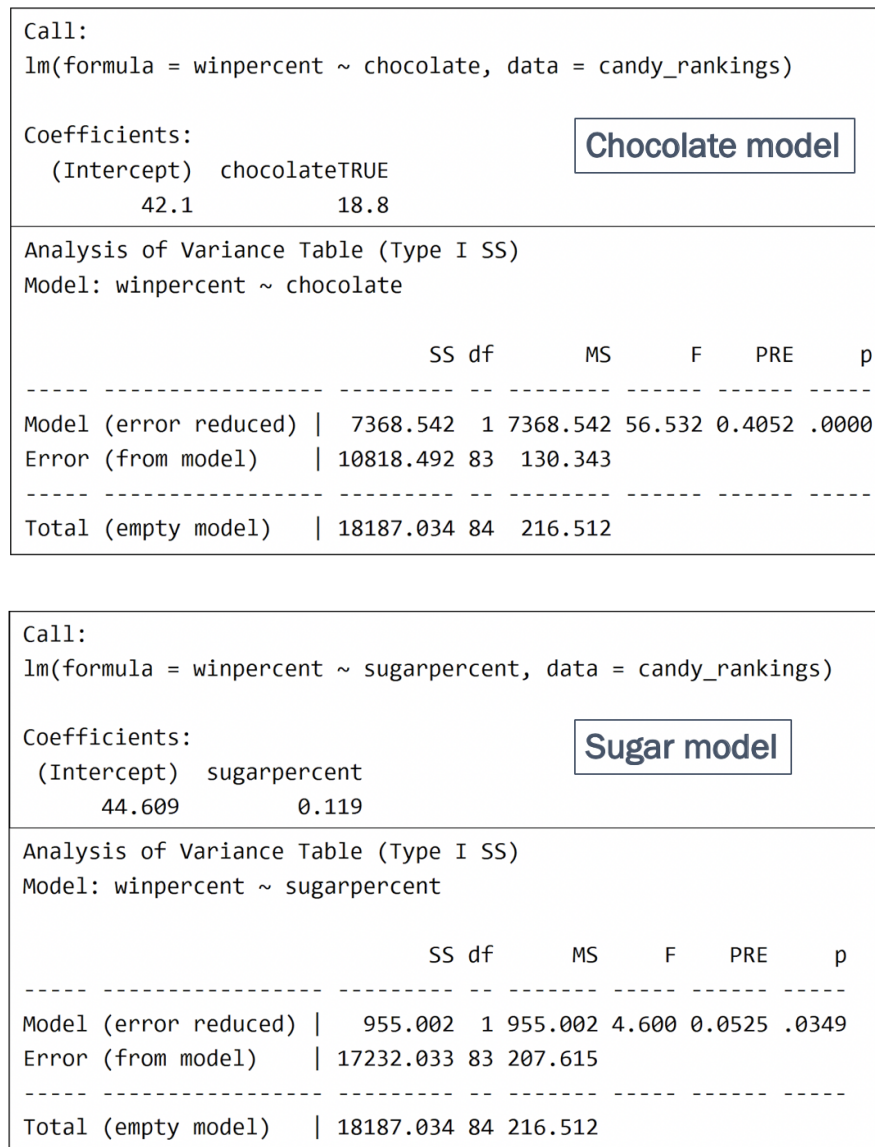 Call:
lm(formula = winpercent ~ chocolate, data = candy_rankings)
Coefficients:
Chocolate model
(Intercept) chocolateTRUE
42.1 18.8
Analysis of Variance Table (Type I SS)
Model: winpercent ~ chocolate
SS df MS F PRE p
----- ----------------- --------- -- -------- ------ ------ -----
Model (error reduced) | 7368.542 1 7368.542 56.532 0.4052 .0000
Error (from model) | 10818.492 83 130.343
----- ----------------- --------- -- -------- ------ ------ -----
Total (empty model) | 18187.034 84 216.512
Call:
lm(formula = winpercent ~ sugarpercent, data = candy_rankings)
Coefficients:
Sugar model
(Intercept) sugarpercent
44.609 0.119
Analysis of Variance Table (Type I SS)
Model: winpercent ~ sugarpercent
SS df MS F PRE p
----- ----------------- --------- -- ------- ----- ------ -----
Model (error reduced) | 955.002 1 955.002 4.600 0.0525 .0349
Error (from model) | 17232.033 83 207.615
----- ----------------- --------- -- ------- ----- ------ -----
Total (empty model) | 18187.034 84 216.512